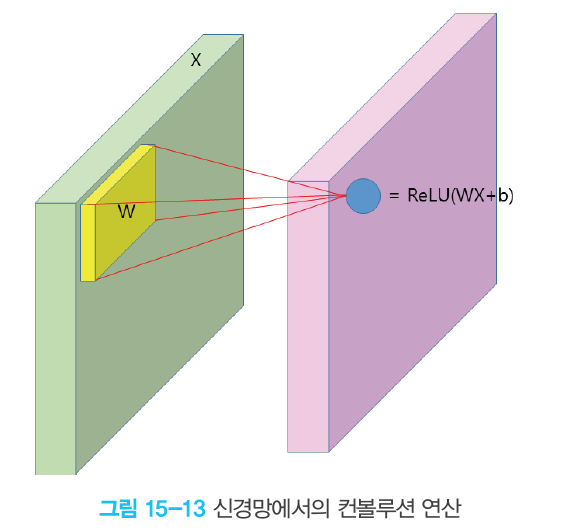 X
W
= ReLU(WX+b)
그림 15-13 신경망에서의 컨볼루션 연산